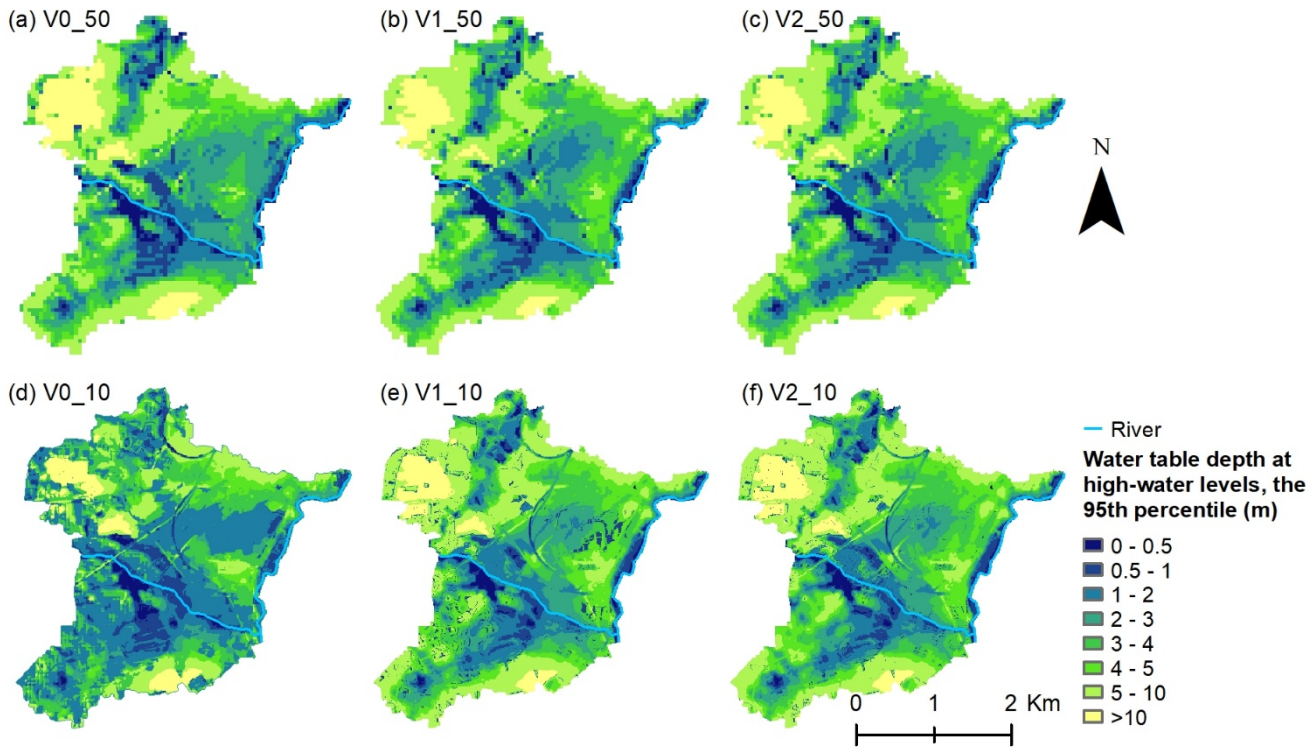 (a) V0_50
(b) V1_50
(c) V2_50
N
(d) V0_10
(e) V1_10
(f) V2_10
River
Water table depth at
high-water levels, the
95th percentile (m)
0 - 0.5
0.5 - 1
1 - 2
2 - 3
3 - 4
4 - 5
5 - 10
>10
0 1 2 Km